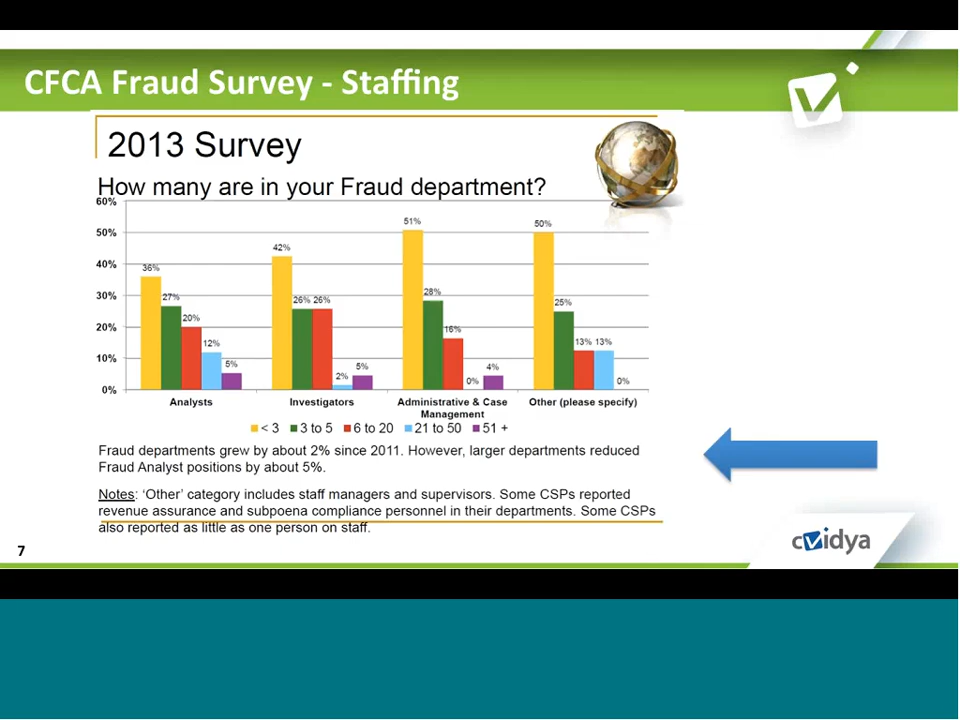 CFCA Fraud Survey - Staffing
2013 Survey
How many are in your Fraud department?
60%
50%
40%
30%
20%
10%
0%
36%
27%
20%
12%
5%
42%
26%
26%
2%
5%
51%
28%
16%
0%
4%
50%
25%
13%
13%
0%
Analysts
Investigators
Administrative & Case
Management
Other (please specify)
< 3
3 to 5
6 to 20
21 to 50
51 +
Fraud departments grew by about 2% since 2011. However, larger departments reduced
Fraud Analyst positions by about 5%.
Notes: ‘Other’ category includes staff managers and supervisors. Some CSPs reported
revenue assurance and subpoena compliance personnel in their departments. Some CSPs
also reported as little as one person on staff.
7
cvidya